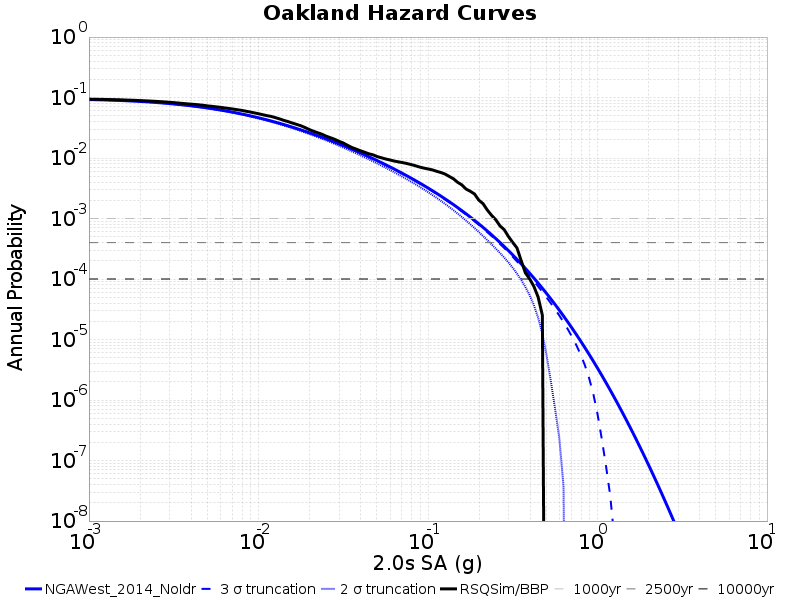 Oakland Hazard Curves
Annual Probability
10^0
10^-1
10^-2
10^-3
10^-4
10^-5
10^-6
10^-7
10^-8
10^-3 10^-2 10^-1 10^0 10^1
2.0s SA (g)
NGAWest_2014_NoIdr 3 σ truncation 2 σ truncation RSQSim/BBP 1000yr 2500yr 10000yr